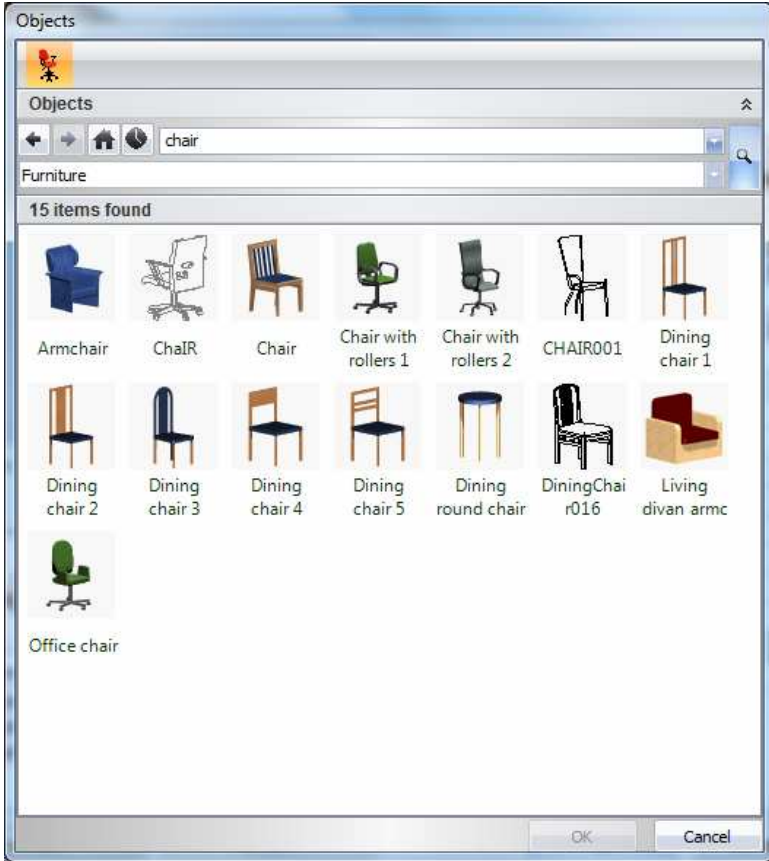 Objects
Objects
chair
Furniture
15 items found
Armchair
ChaIR
Chair
Chair with
rollers 1
Chair with
rollers 2
CHAIR001
Dining
chair 1
Dining
chair 2
Dining
chair 3
Dining
chair 4
Dining
chair 5
Dining
round chair
DiningChai
r016
Living
divan armc
Office chair
OK
Cancel